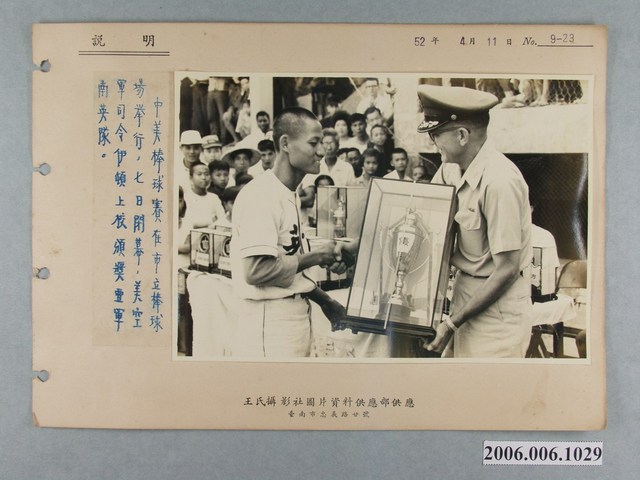 說明
52年 4月 11日 No. 9-23
中美棒球賽在市立棒球
場举行，七日閉幕，美空
軍司令伊頓上校頒獎亚軍
南英隊。
王氏攝影社圖片資料供應部供應
臺南市忠義路廿號
2006.006.1029